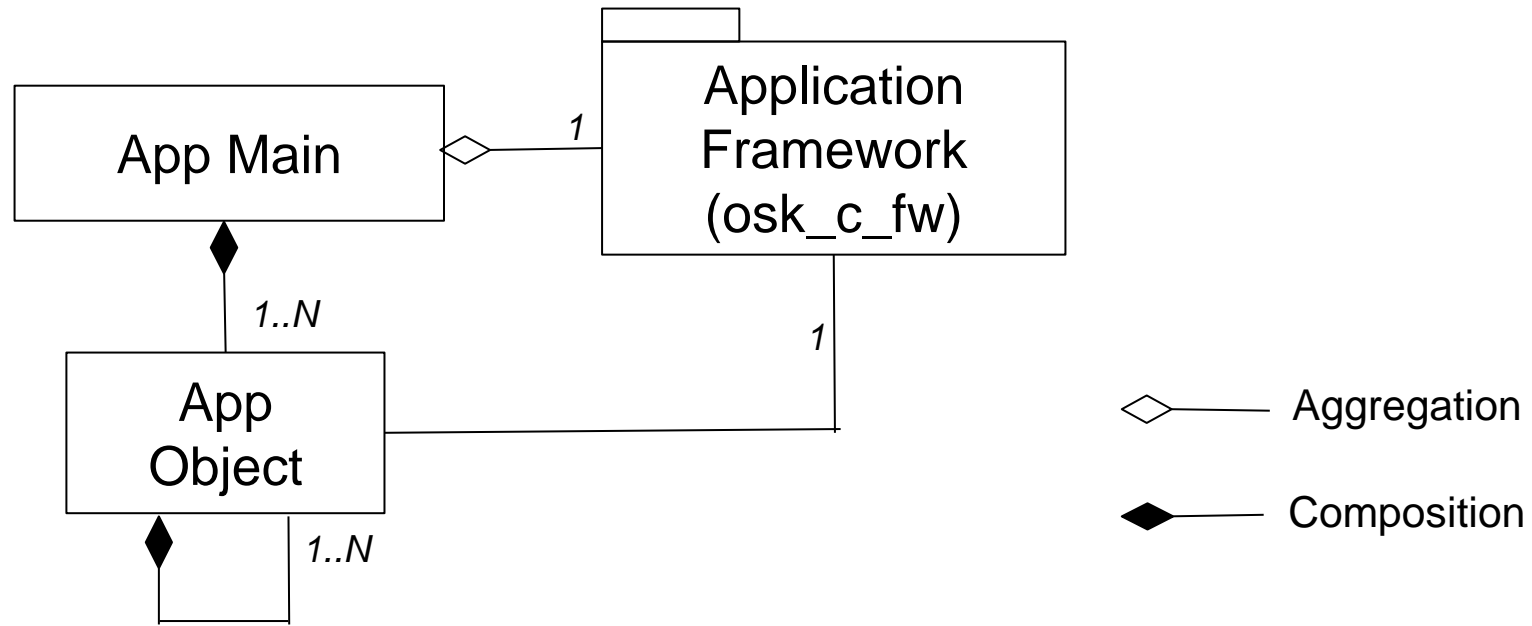 Application
Framework
(osk_c_fw)
App Main
1
1..N
1
App
Object
1..N
Aggregation
Composition